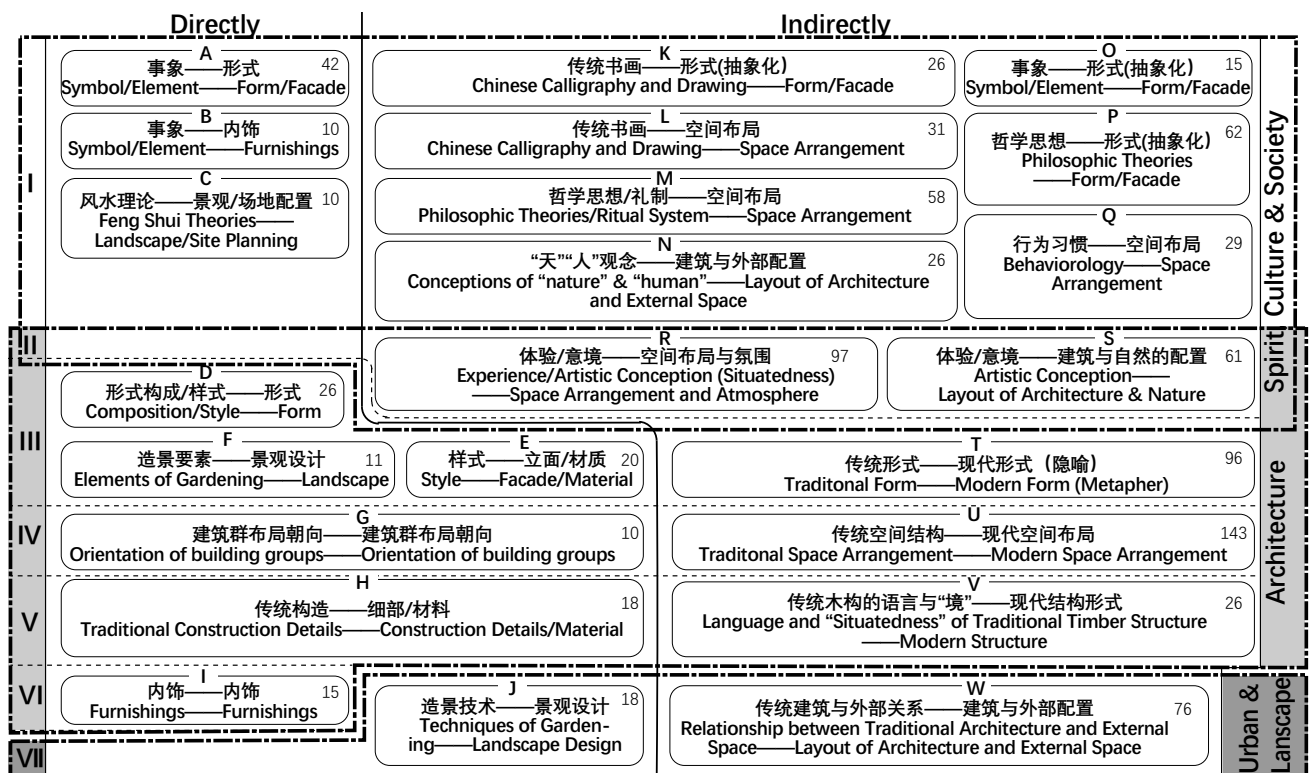 Directly
Indirectly
I
A
事象——形式 42
Symbol/Element——Form/Facade
B
事象——内饰 10
Symbol/Element——Furnishings
C
风水理论——景观/场地配置 10
Feng Shui Theories——
Landscape/Site Planning
K
传统书画——形式(抽象化) 26
Chinese Calligraphy and Drawing——Form/Facade
L
传统书画——空间布局 31
Chinese Calligraphy and Drawing——Space Arrangement
M
哲学思想/礼制——空间布局 58
Philosophic Theories/Ritual System——Space Arrangement
N
“天”“人”观念——建筑与外部配置 26
Conceptions of “nature” & “human”——Layout of Architecture
and External Space
O
事象——形式(抽象化) 15
Symbol/Element——Form/Facade
P
哲学思想——形式(抽象化) 62
Philosophic Theories
——Form/Facade
Q
行为习惯——空间布局 29
Behaviorology——Space
Arrangement
Culture & Society
II
R
体验/意境——空间布局与氛围 97
Experience/Artistic Conception (Situatedness)
——Space Arrangement and Atmosphere
S
体验/意境——建筑与自然的配置 61
Artistic Conception——
Layout of Architecture & Nature
Spirit
III
D
形式构成/样式——形式 26
Composition/Style——Form
F
造景要素——景观设计 11
Elements of Gardening——Landscape
E
样式——立面/材质 20
Style——Facade/Material
T
传统形式——现代形式（隐喻） 96
Traditonal Form——Modern Form (Metapher)
IV
G
建筑群布局朝向——建筑群布局朝向 10
Orientation of building groups——Orientation of building groups
U
传统空间结构——现代空间布局 143
Traditonal Space Arrangement——Modern Space Arrangement
Architecture
V
H
传统构造——细部/材料 18
Traditional Construction Details——Construction Details/Material
V
传统木构的语言与“境”——现代结构形式 26
Language and “Situatedness” of Traditional Timber Structure
——Modern Structure
VI
I
内饰——内饰 15
Furnishings——Furnishings
VII
J
造景技术——景观设计 18
Techniques of Garden-
ing——Landscape Design
W
传统建筑与外部关系——建筑与外部配置 76
Relationship between Traditional Architecture and External
Space——Layout of Architecture and External Space
Urban &
Lanscape